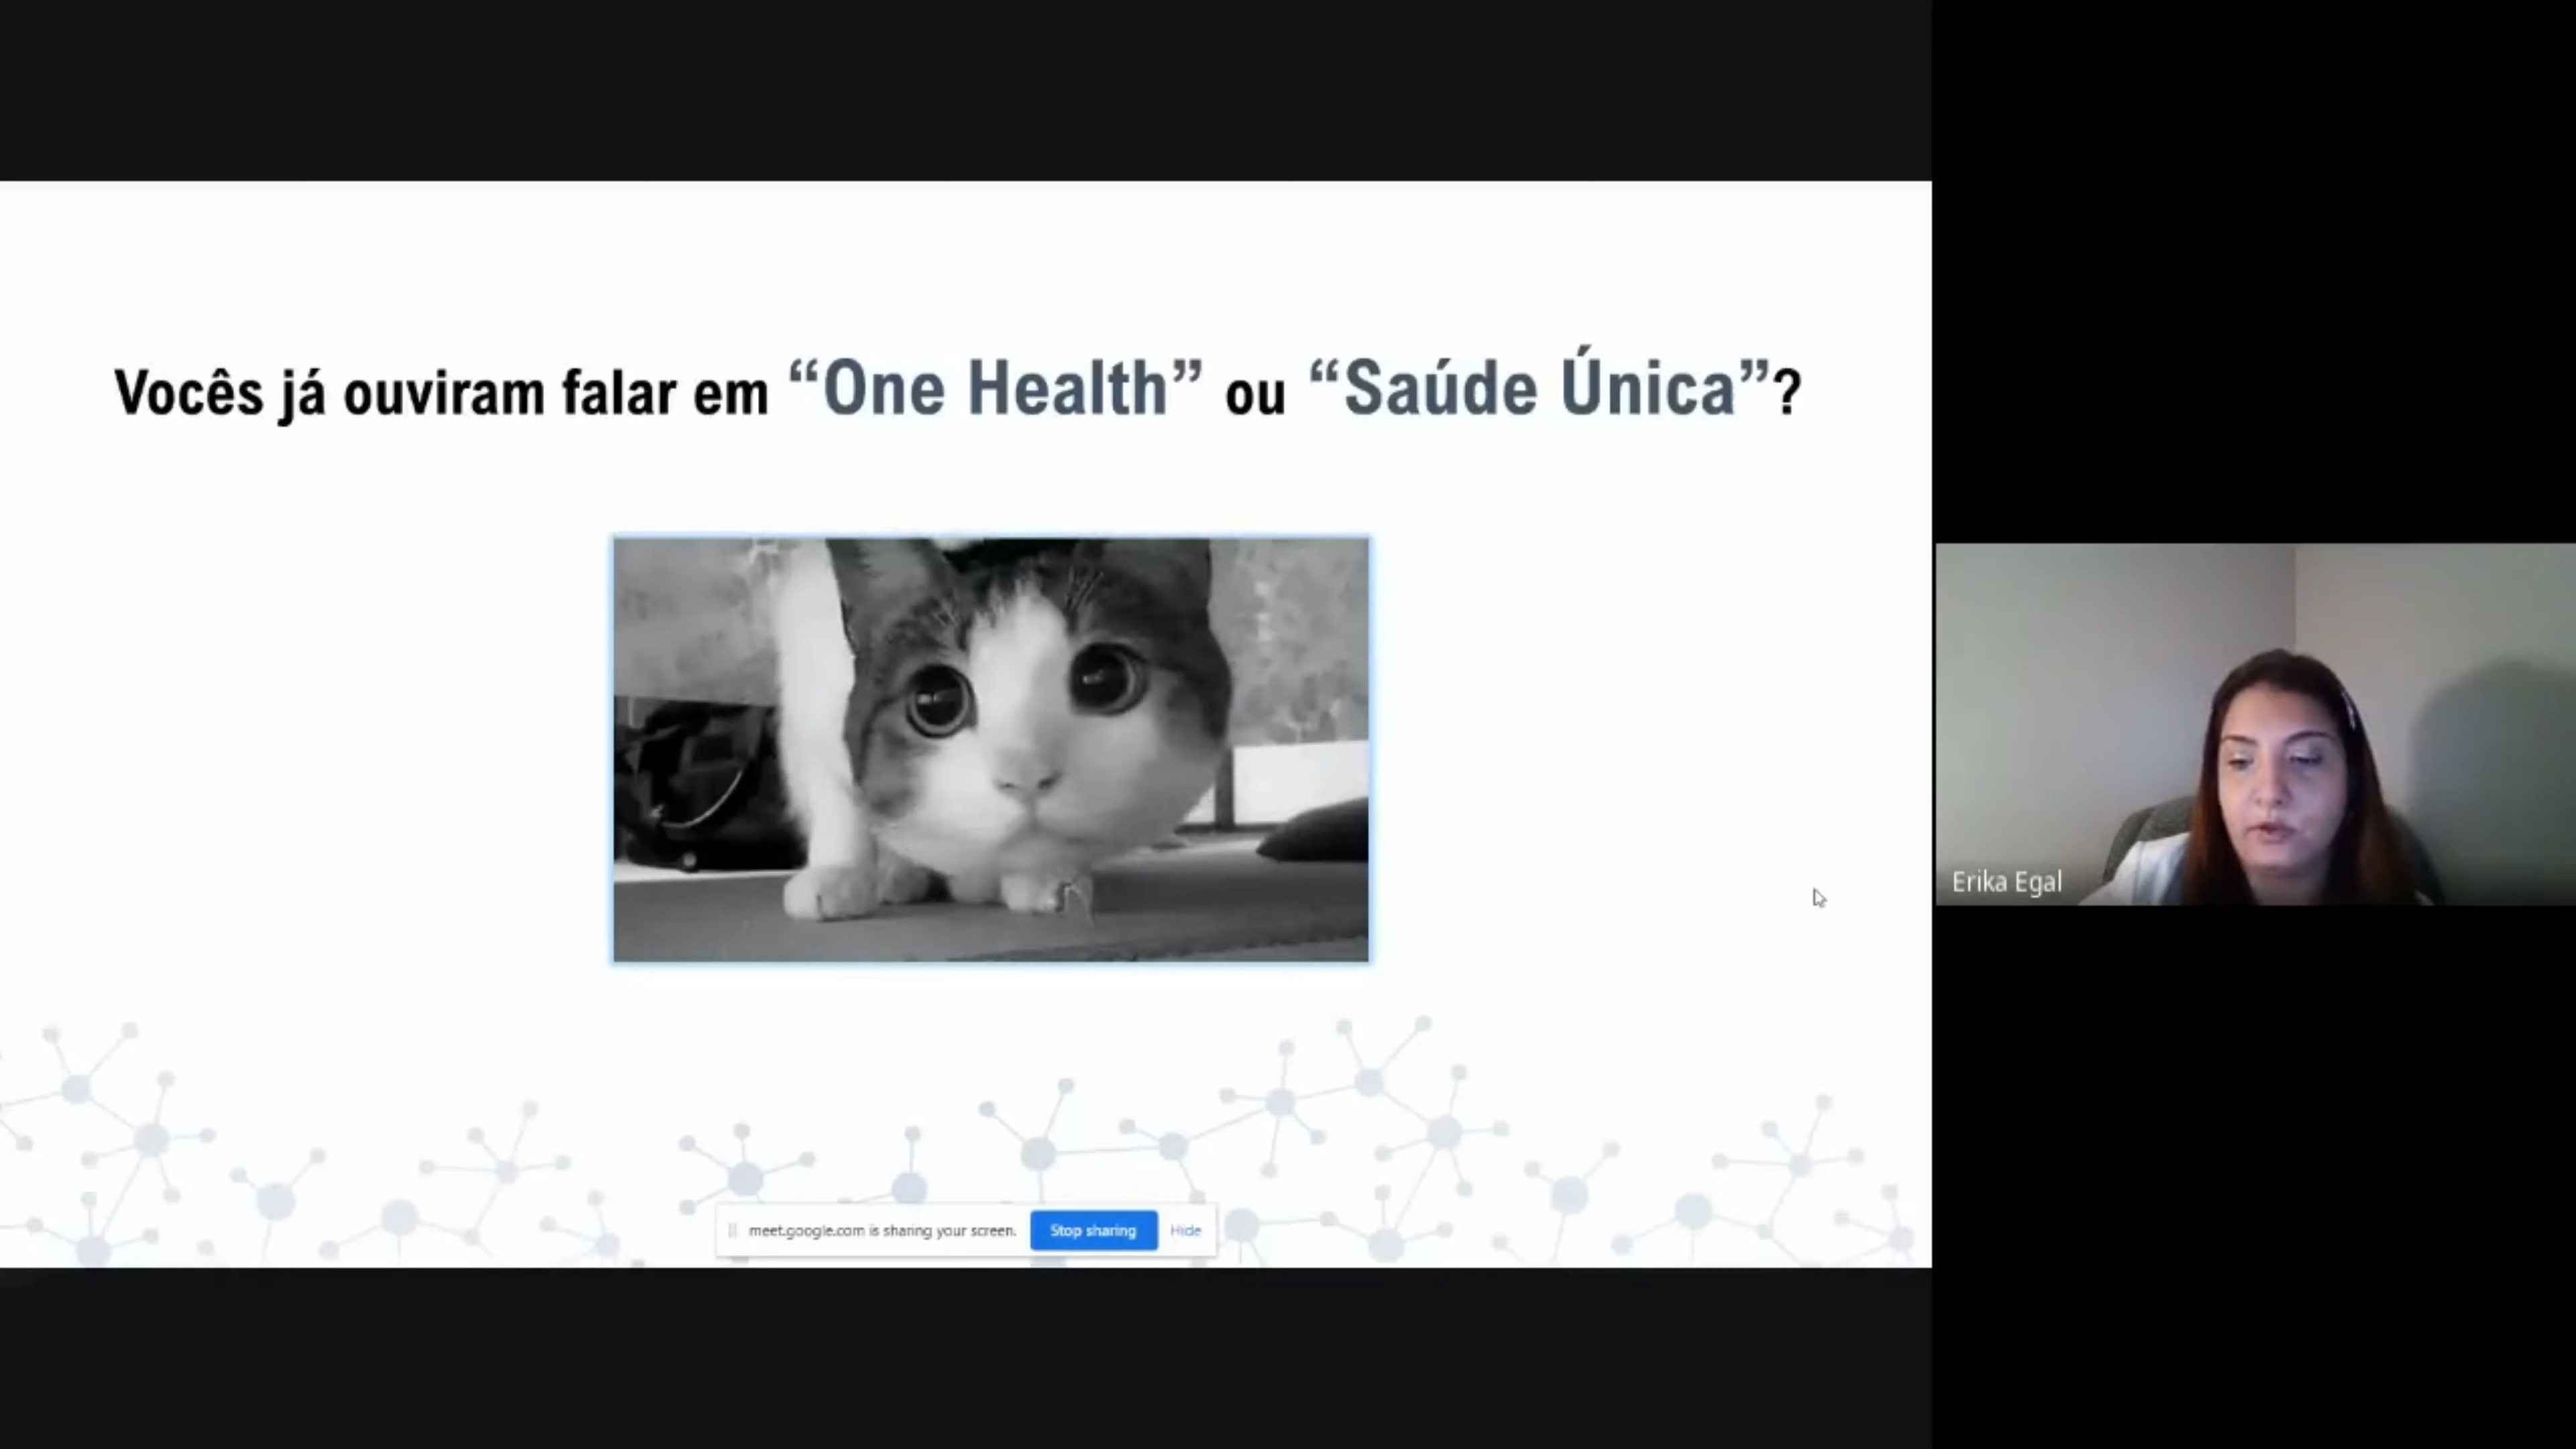 Vocês já ouviram falar em “One Health” ou “Saúde Única”?
Erika Egal
meet.google.com is sharing your screen. Stop sharing Hide